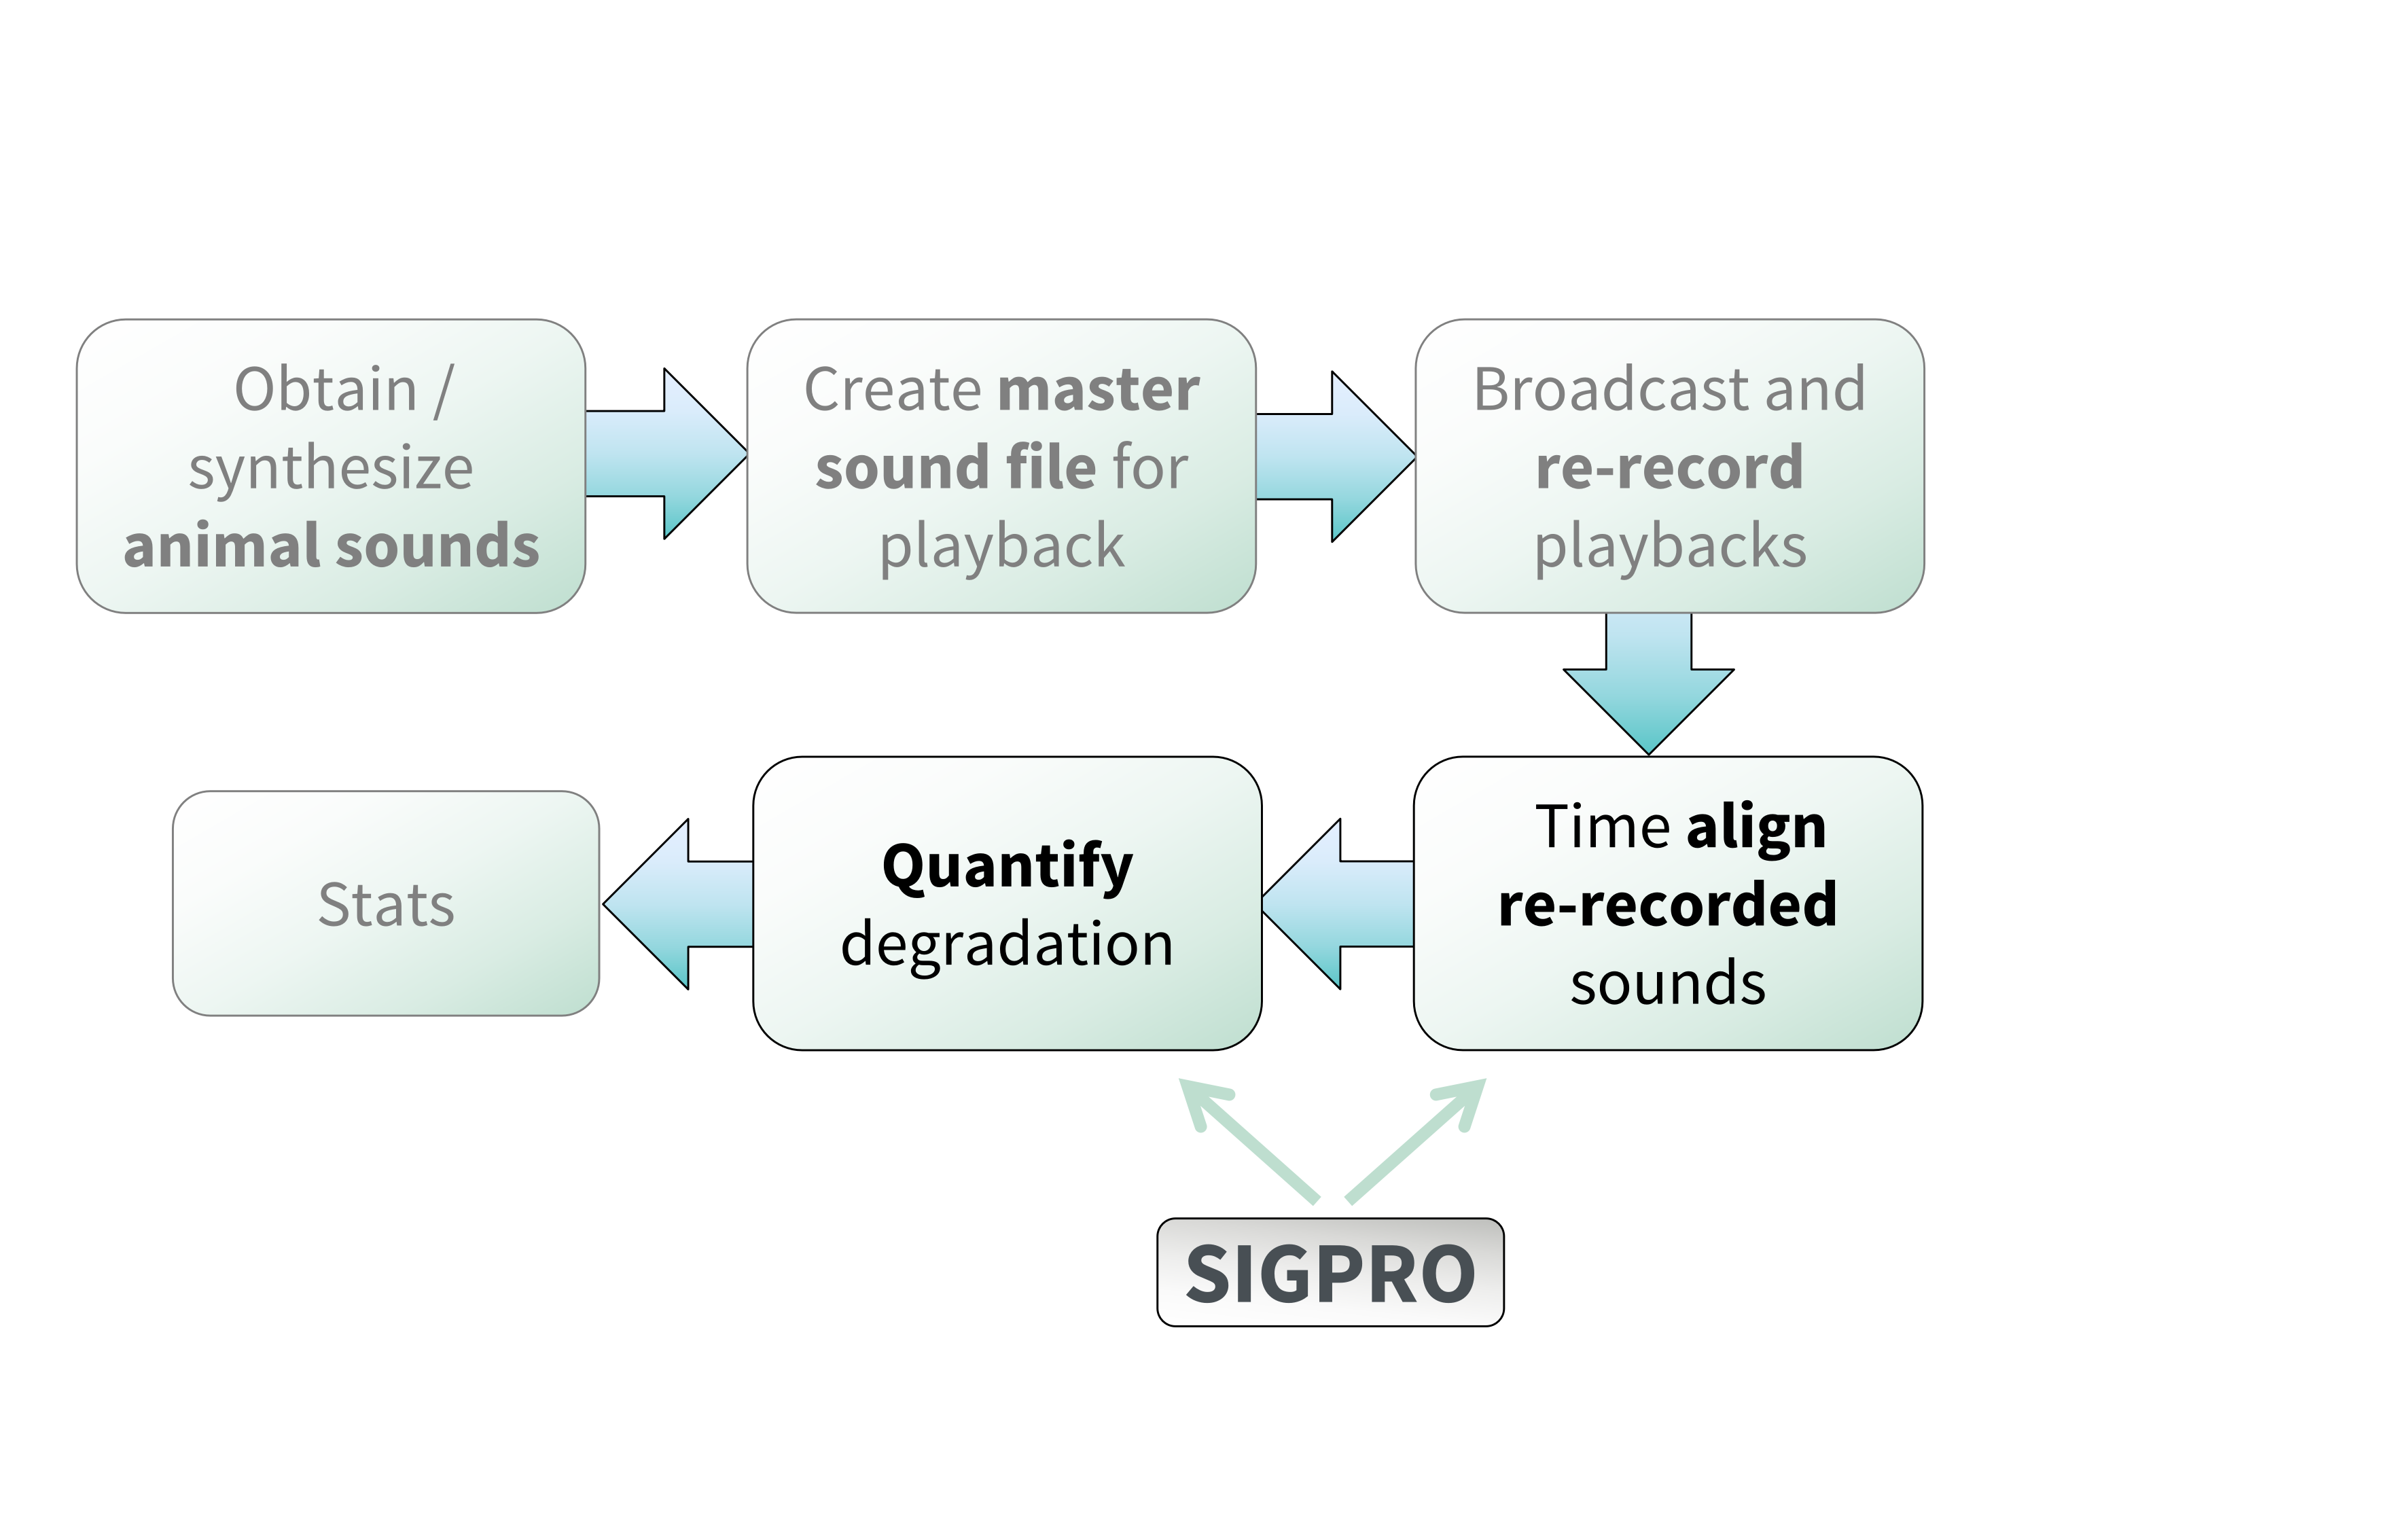 Obtain /
synthesize
animal sounds
Create master
sound file for
playback
Broadcast and
re-record
playbacks
Time align
re-recorded
sounds
Quantify
degradation
Stats
SIGPRO